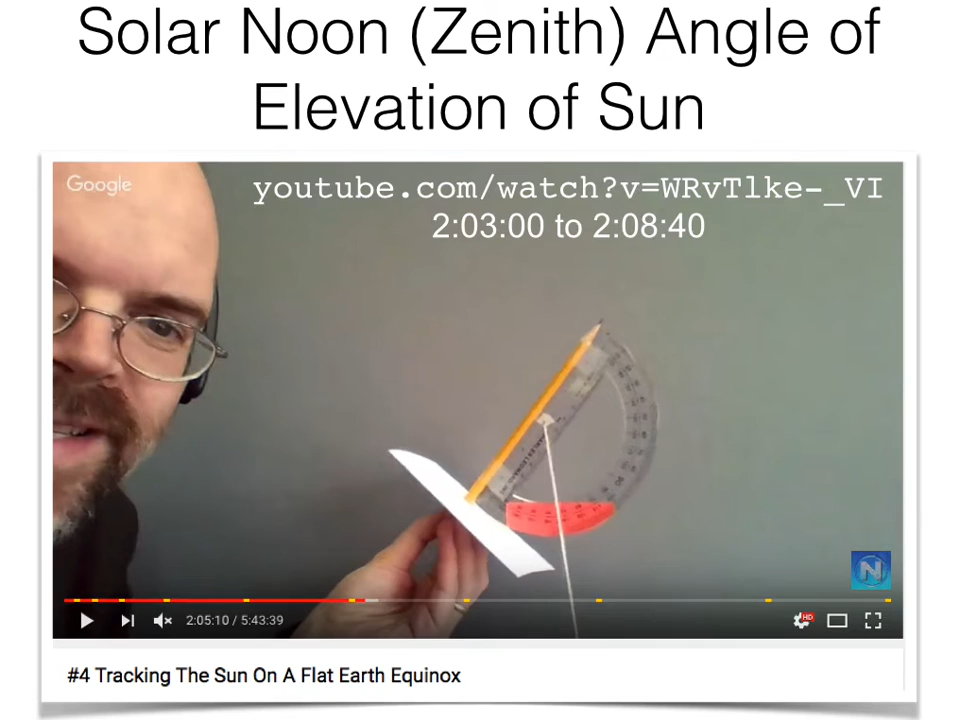 Solar Noon (Zenith) Angle of
Elevation of Sun
Google
youtube.com/watch?v=WRvTlke-_VI
2:03:00 to 2:08:40
N
HD
2:05:10 / 5:43:39
#4 Tracking The Sun On A Flat Earth Equinox